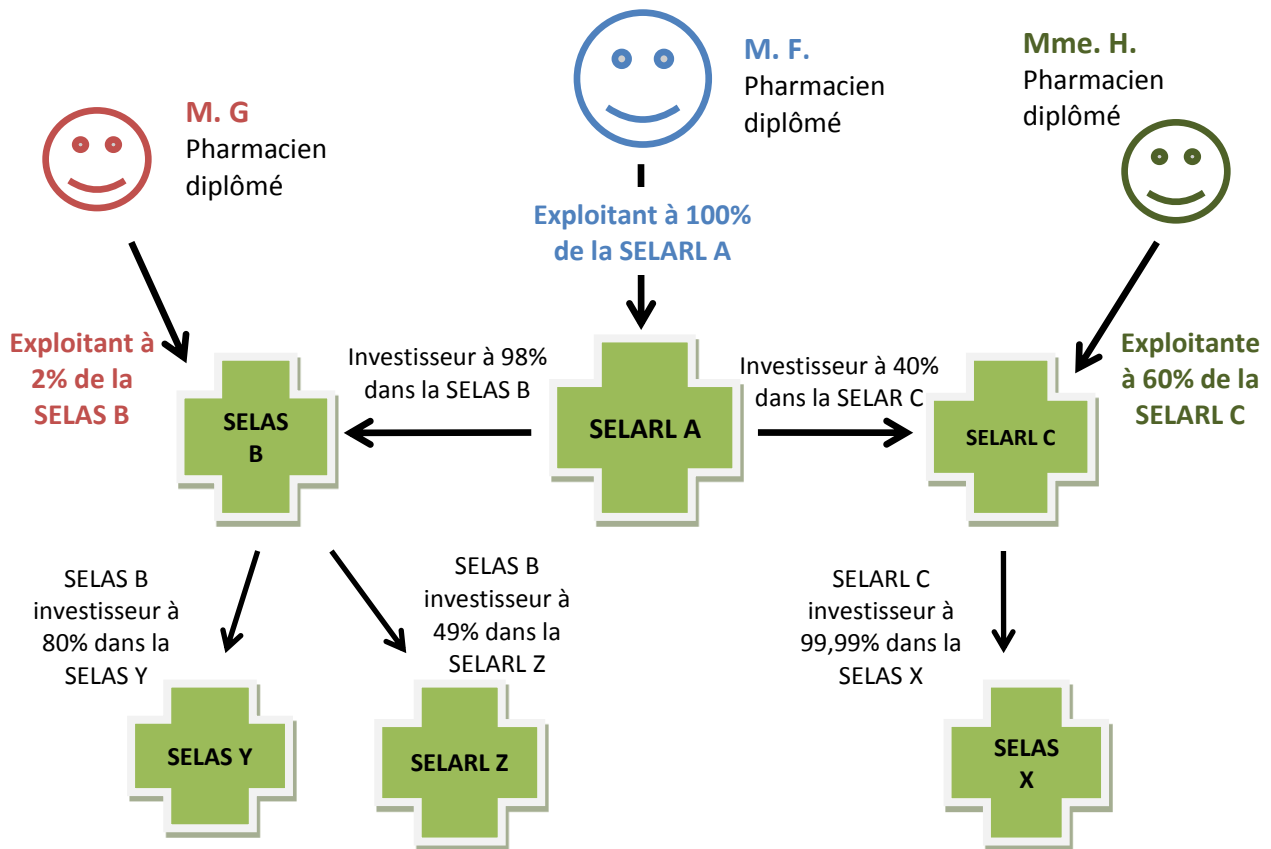 M. G
Pharmacien
diplômé
M. F.
Pharmacien
diplômé
Mme. H.
Pharmacien
diplômé
Exploitant à 100%
de la SELARL A
Exploitant à
2% de la
SELAS B
Investisseur à 98%
dans la SELAS B
Investisseur à 40%
dans la SELAR C
Exploitante
à 60% de la
SELARL C
SELAS
B
SELARL A
SELARL C
SELAS B
investisseur à
80% dans la
SELAS Y
SELAS B
investisseur à
49% dans la
SELARL Z
SELARL C
investisseur à
99,99% dans la
SELAS X
SELAS Y
SELARL Z
SELAS
X